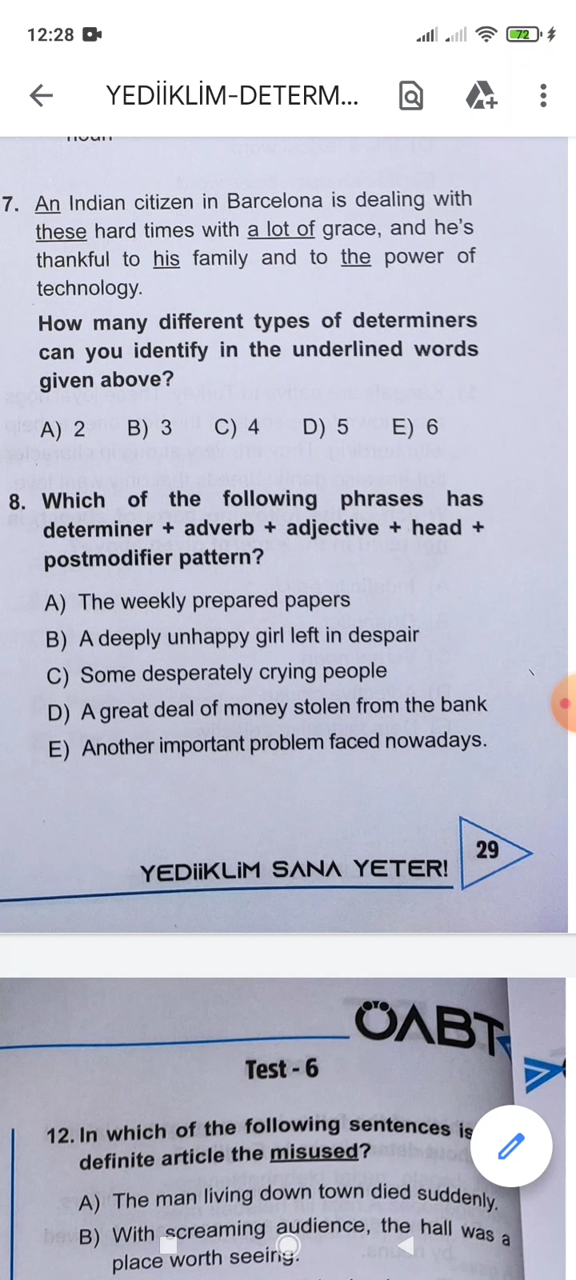 12:28
72
YEDİİKLİM-DETERM...
noun
7. An Indian citizen in Barcelona is dealing with
these hard times with a lot of grace, and he's
thankful to his family and to the power of
technology.
How many different types of determiners
can you identify in the underlined words
given above?
A) 2 B) 3 C) 4 D) 5 E) 6
8. Which of the following phrases has
determiner + adverb + adjective + head +
postmodifier pattern?
A) The weekly prepared papers
B) A deeply unhappy girl left in despair
C) Some desperately crying people
D) A great deal of money stolen from the bank
E) Another important problem faced nowadays.
29
YEDiiKLiM SANA YETER!
ÖABT
Test - 6
12. In which of the following sentences is
definite article the misused?
A) The man living down town died suddenly.
B) With screaming audience, the hall was a
place worth seeing.